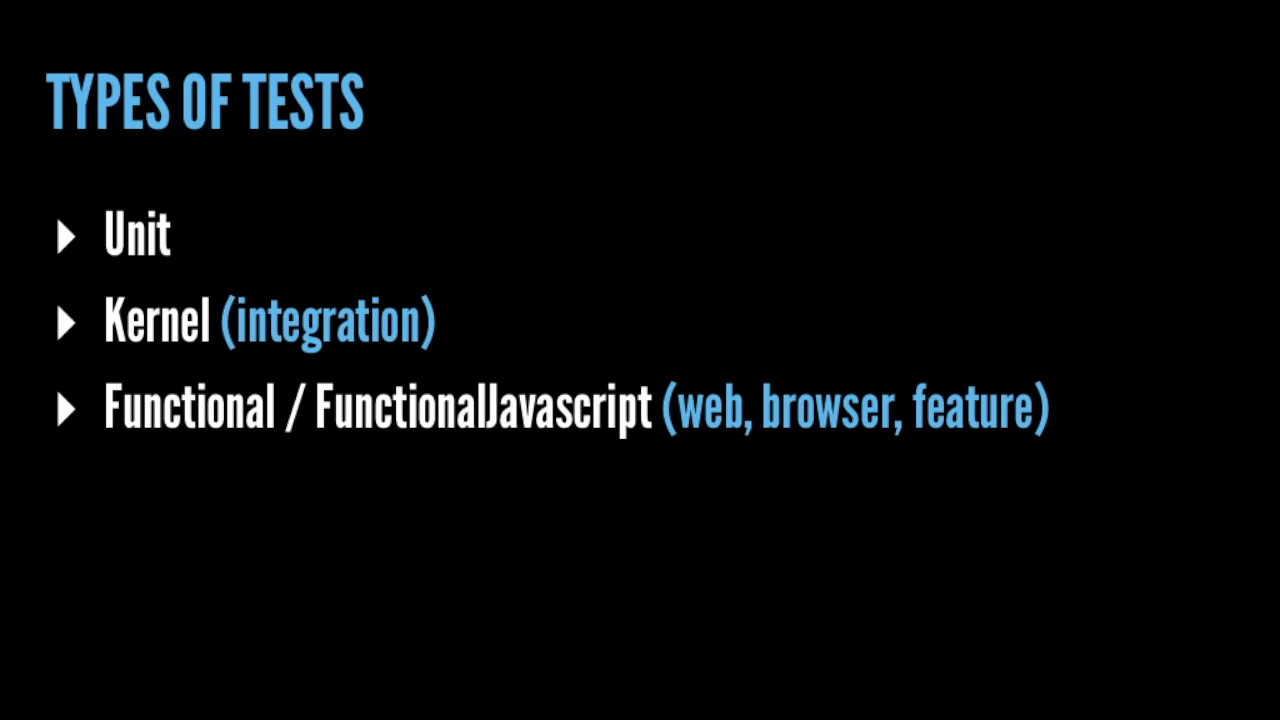 TYPES OF TESTS
Unit
Kernel (integration)
Functional / FunctionalJavascript (web, browser, feature)